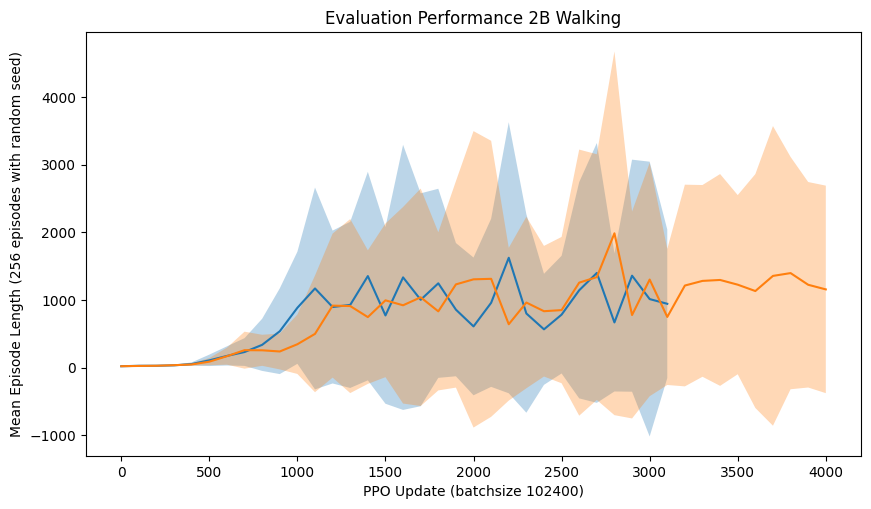 Evaluation Performance 2B Walking
Mean Episode Length (256 episodes with random seed)
4000
3000
2000
1000
0
−1000
0 500 1000 1500 2000 2500 3000 3500 4000
PPO Update (batchsize 102400)